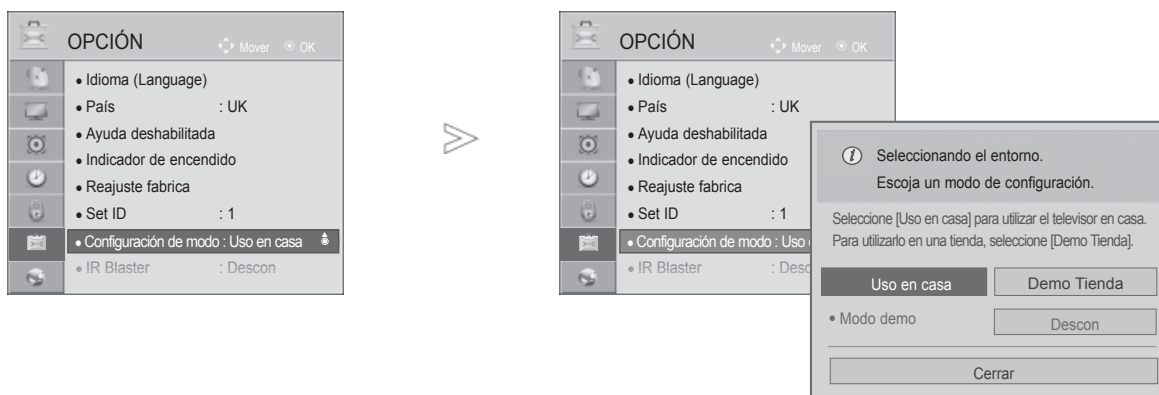 OPCIÓN Mover OK
• Idioma (Language)
• País : UK
• Ayuda deshabilitada
• Indicador de encendido
• Reajuste fabrica
• Set ID : 1
• Configuración de modo : Uso en casa
• IR Blaster : Descon
OPCIÓN Mover OK
• Idioma (Language)
• País : UK
• Ayuda deshabilitada
• Indicador de encendido
• Reajuste fabrica
• Set ID : 1
• Configuración de modo : Uso
• IR Blaster : Desc
i Seleccionando el entorno.
Escoja un modo de configuración.
Seleccione [Uso en casa] para utilizar el televisor en casa.
Para utilizarlo en una tienda, seleccione [Demo Tienda].
Uso en casa Demo Tienda
• Modo demo Descon
Cerrar